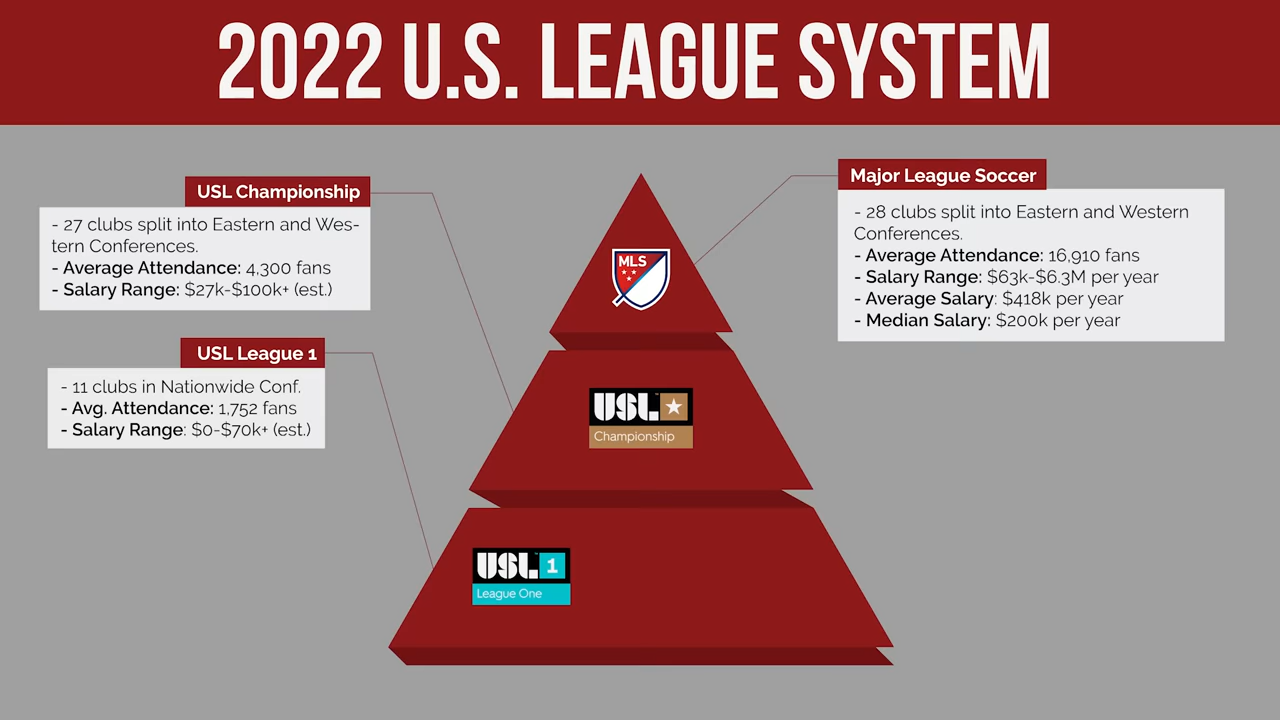 2022 U.S. LEAGUE SYSTEM
USL Championship
- 27 clubs split into Eastern and Wes-
tern Conferences.
- Average Attendance: 4,300 fans
- Salary Range: $27k-$100k+ (est.)
USL League 1
- 11 clubs in Nationwide Conf.
- Avg. Attendance: 1,752 fans
- Salary Range: $0-$70k+ (est.)
Major League Soccer
- 28 clubs split into Eastern and Western
Conferences.
- Average Attendance: 16,910 fans
- Salary Range: $63k-$6.3M per year
- Average Salary: $418k per year
- Median Salary: $200k per year
MLS
USL
Championship
USL 1
League One